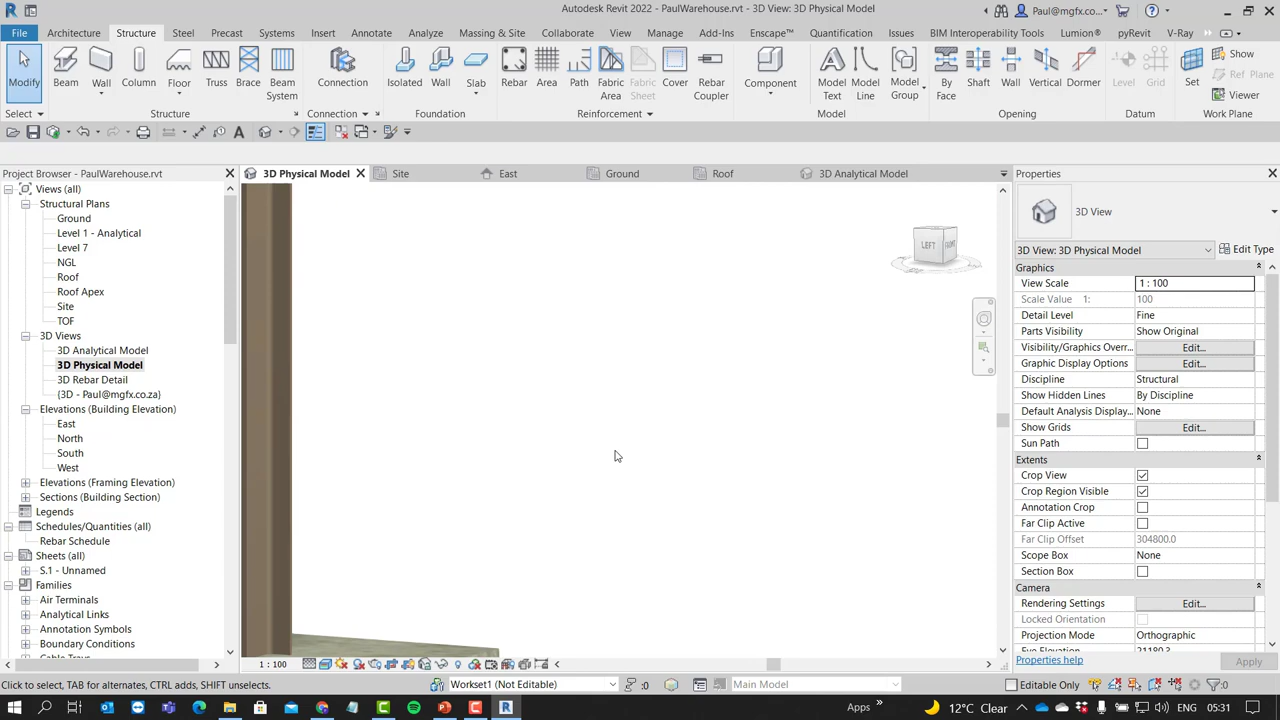 Autodesk Revit 2022 - PaulWarehouse.rvt - 3D View: 3D Physical Model
Paul@mgfx.co...
File Architecture Structure Steel Precast Systems Insert Annotate Analyze Massing & Site Collaborate View Manage Add-Ins Enscape™ Quantification Issues BIM Interoperability Tools Lumion® pyRevit V-Ray
Modify Beam Wall Column Floor Truss Brace Beam System Connection Isolated Wall Slab Rebar Area Path Fabric Area Fabric Sheet Cover Rebar Coupler Component Model Text Model Line Model Group By Face Shaft Wall Vertical Dormer Level Grid Set Show Ref Plane Viewer
Select Structure Connection Foundation Reinforcement Model Opening Datum Work Plane
Project Browser - PaulWarehouse.rvt
3D Physical Model Site East Ground Roof 3D Analytical Model
Properties
Views (all)
Structural Plans
Ground
Level 1 - Analytical
Level 7
NGL
Roof
Roof Apex
Site
TOF
3D Views
3D Analytical Model
3D Physical Model
3D Rebar Detail
{3D - Paul@mgfx.co.za}
Elevations (Building Elevation)
East
North
South
West
Elevations (Framing Elevation)
Sections (Building Section)
Legends
Schedules/Quantities (all)
Rebar Schedule
Sheets (all)
S.1 - Unnamed
Families
Air Terminals
Analytical Links
Annotation Symbols
Boundary Conditions
LEFT FRONT
3D View
3D View: 3D Physical Model Edit Type
Graphics
View Scale 1 : 100
Scale Value 1: 100
Detail Level Fine
Parts Visibility Show Original
Visibility/Graphics Overr... Edit...
Graphic Display Options Edit...
Discipline Structural
Show Hidden Lines By Discipline
Default Analysis Display... None
Show Grids Edit...
Sun Path
Extents
Crop View
Crop Region Visible
Annotation Crop
Far Clip Active
Far Clip Offset 304800.0
Scope Box None
Section Box
Camera
Rendering Settings Edit...
Locked Orientation
Projection Mode Orthographic
Properties help Apply
1 : 100
Click to select, TAB for alternates, CTRL adds, SHIFT unselects. Workset1 (Not Editable) :0 Main Model Editable Only :0
Apps 12°C Clear ENG 05:31